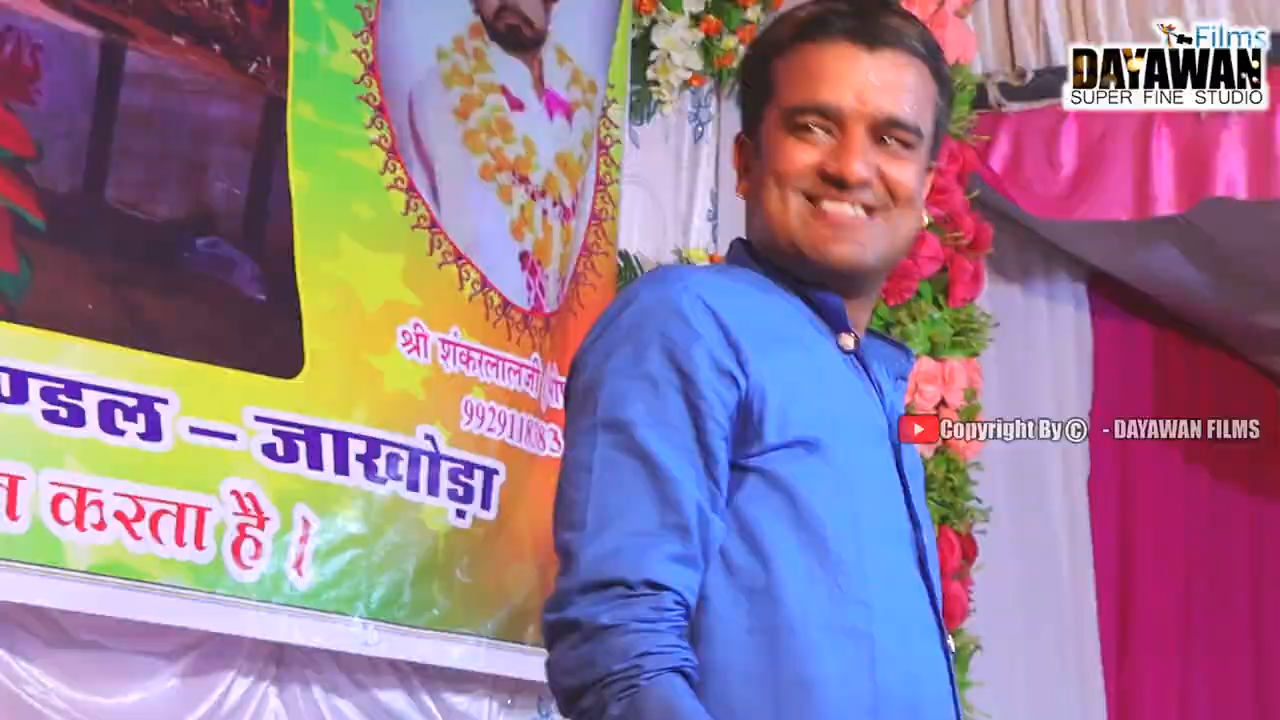 Films
DAYAWAN
SUPER FINE STUDIO
श्री शंकरलालजी
ण्डल - जाखोड़ा
करता है।
Copyright By © - DAYAWAN FILMS